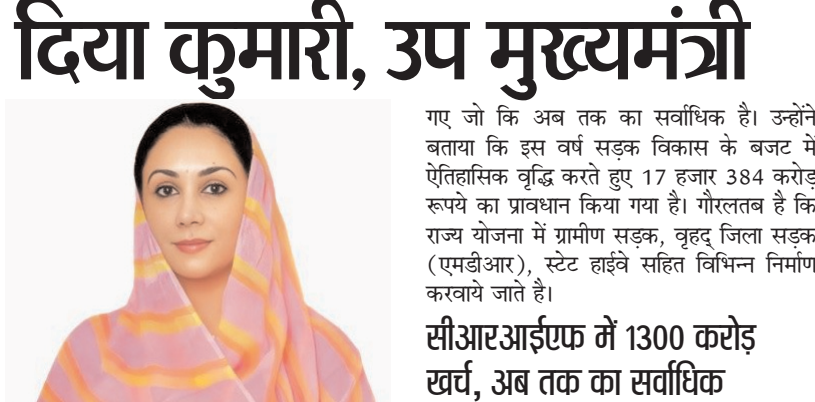 दिया कुमारी, उप मुख्यमंत्री
गए जो कि अब तक का सर्वाधिक है। उन्होंने
बताया कि इस वर्ष सड़क विकास के बजट में
ऐतिहासिक वृद्धि करते हुए 17 हजार 384 करोड़
रूपये का प्रावधान किया गया है। गौरलतब है कि
राज्य योजना में ग्रामीण सड़क, वृहद् जिला सड़क
(एमडीआर), स्टेट हाईवे सहित विभिन्न निर्माण
करवाये जाते है।
सीआरआईएफ में 1300 करोड़
खर्च, अब तक का सर्वाधिक